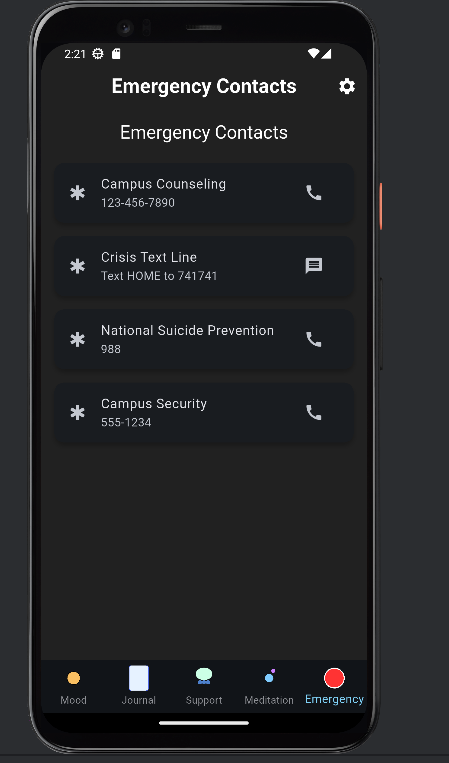 2:21
Emergency Contacts
Emergency Contacts
Campus Counseling
123-456-7890
Crisis Text Line
Text HOME to 741741
National Suicide Prevention
988
Campus Security
555-1234
Mood Journal Support Meditation Emergency